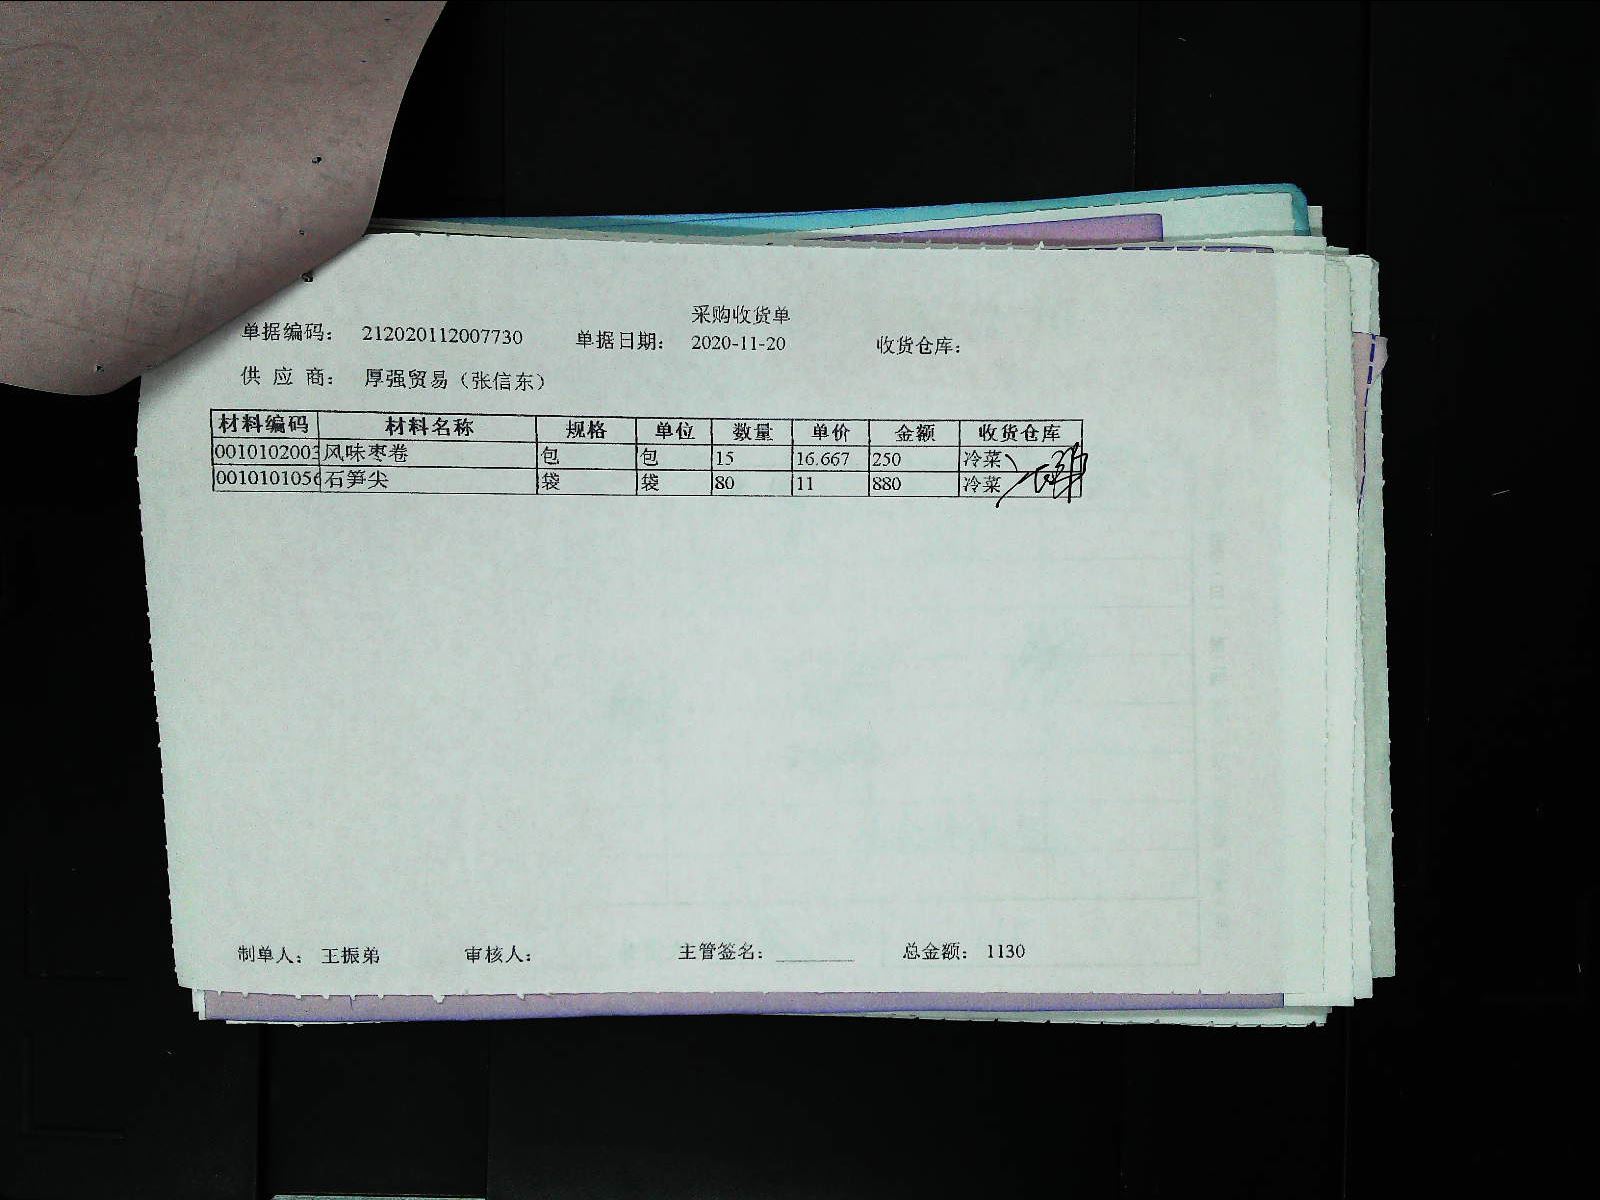 采购收货单
单据编码： 212020112007730 单据日期： 2020-11-20 收货仓库：
供 应 商： 厚强贸易（张信东）
材料编码 材料名称 规格 单位 数量 单价 金额 收货仓库
0010102003 风味枣卷 包 包 15 16.667 250 冷菜
0010101056 石笋尖 袋 袋 80 11 880 冷菜
制单人： 王振弟 审核人： 主管签名： ________ 总金额： 1130